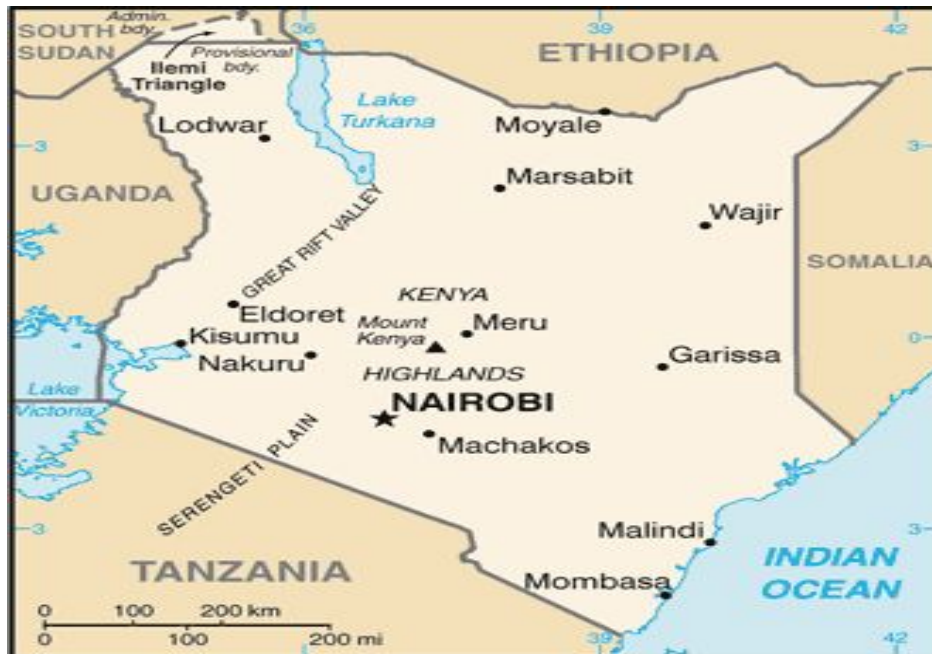 Admin.
bdy.
36
39
42
SOUTH
SUDAN
ETHIOPIA
Provisional
bdy.
Ilemi
Triangle
Lake
Turkana
Lodwar
Moyale
3
3
Marsabit
UGANDA
Wajir
GREAT RIFT VALLEY
SOMALIA
KENYA
Eldoret
Mount
Kenya
Meru
Kisumu
0
Nakuru
Garissa
HIGHLANDS
Lake
Victoria
NAIROBI
Machakos
SERENGETI PLAIN
3
Malindi
3
TANZANIA
INDIAN
OCEAN
Mombasa
0 100 200 km
0 100 200 mi
39
42